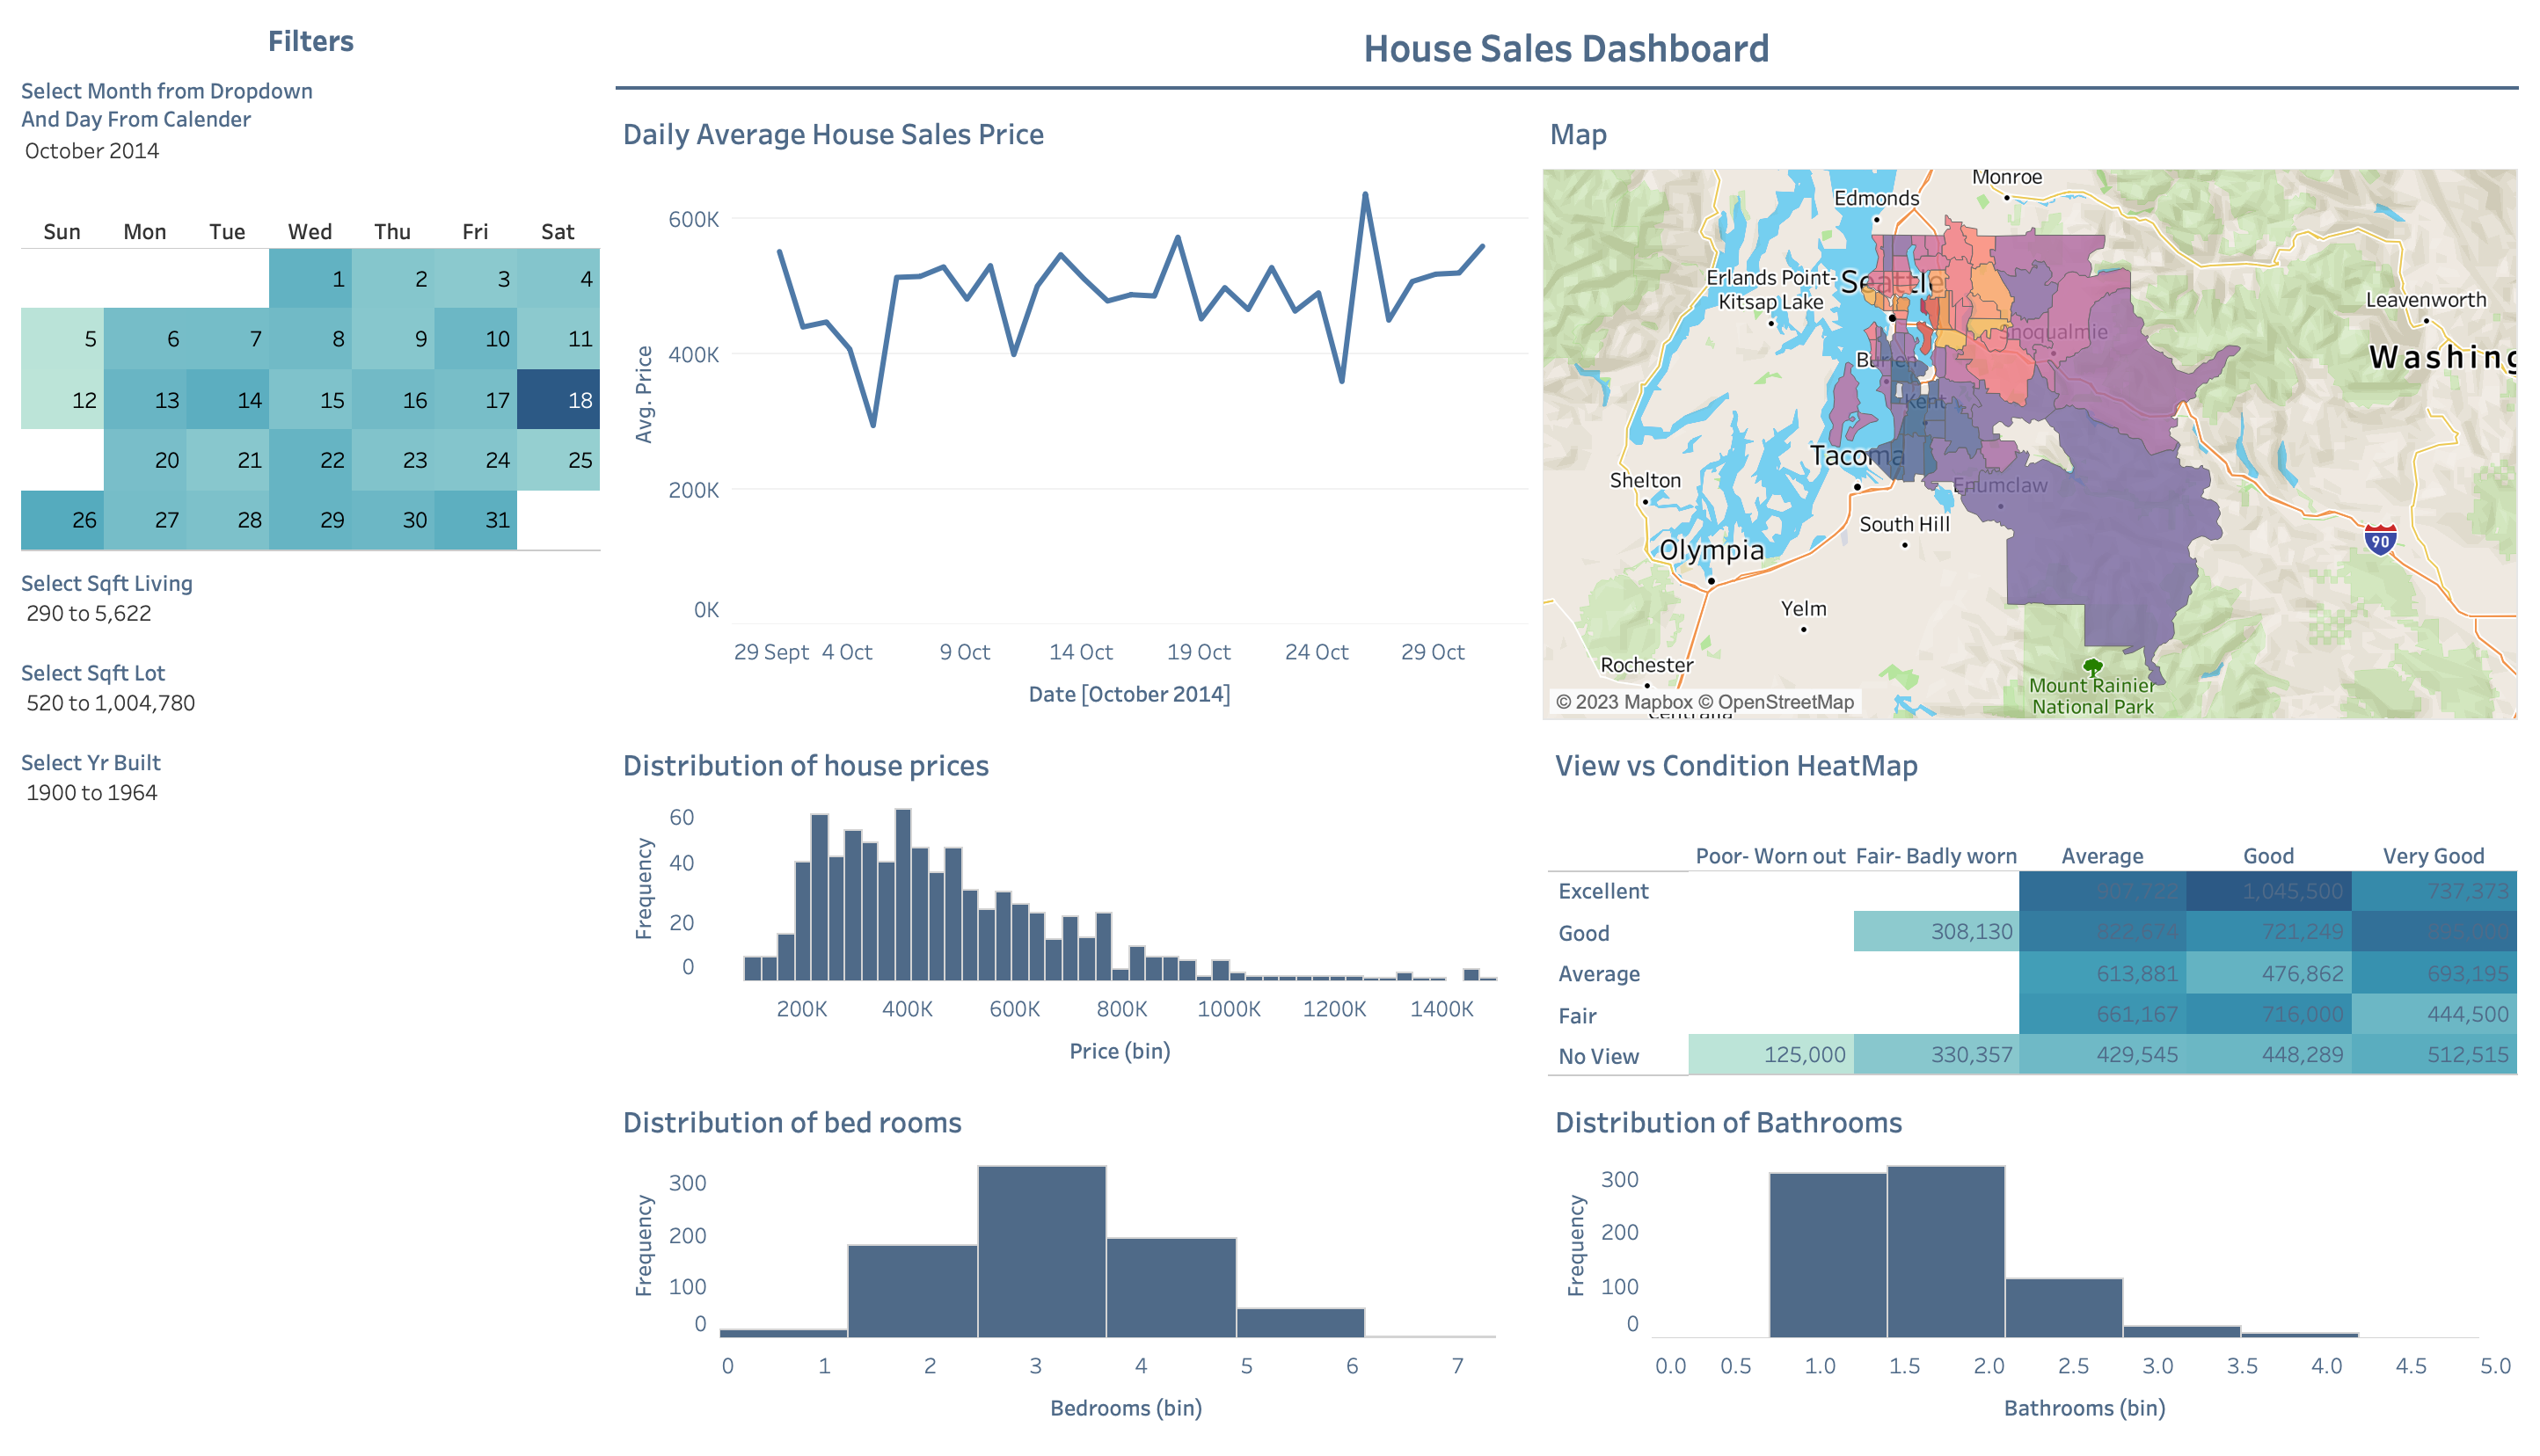 Filters
Select Month from Dropdown
And Day From Calender
October 2014
Sun Mon Tue Wed Thu Fri Sat
1 2 3 4
5 6 7 8 9 10 11
12 13 14 15 16 17 18
20 21 22 23 24 25
26 27 28 29 30 31
Select Sqft Living
290 to 5,622
Select Sqft Lot
520 to 1,004,780
Select Yr Built
1900 to 1964
House Sales Dashboard
Daily Average House Sales Price
Avg. Price
600K
400K
200K
0K
29 Sept 4 Oct 9 Oct 14 Oct 19 Oct 24 Oct 29 Oct
Date [October 2014]
Map
Monroe
Edmonds
Erlands Point-
Kitsap Lake
Seattle
Leavenworth
Snoqualmie
Washing
Burien
Kent
Tacoma
Shelton
Enumclaw
South Hill
Olympia
90
Yelm
Rochester
Mount Rainier
National Park
© 2023 Mapbox © OpenStreetMap
Centralia
Distribution of house prices
Frequency
60
40
20
0
200K 400K 600K 800K 1000K 1200K 1400K
Price (bin)
View vs Condition HeatMap
Poor- Worn out Fair- Badly worn Average Good Very Good
Excellent 907,722 1,045,500 737,373
Good 308,130 822,674 721,249
Average 613,881 476,862 693,195
Fair 661,167 716,000 444,500
No View 125,000 330,357 429,545 448,289 512,515
Distribution of bed rooms
Frequency
300
200
100
0
0 1 2 3 4 5 6 7
Bedrooms (bin)
Distribution of Bathrooms
Frequency
300
200
100
0
0.0 0.5 1.0 1.5 2.0 2.5 3.0 3.5 4.0 4.5 5.0
Bathrooms (bin)